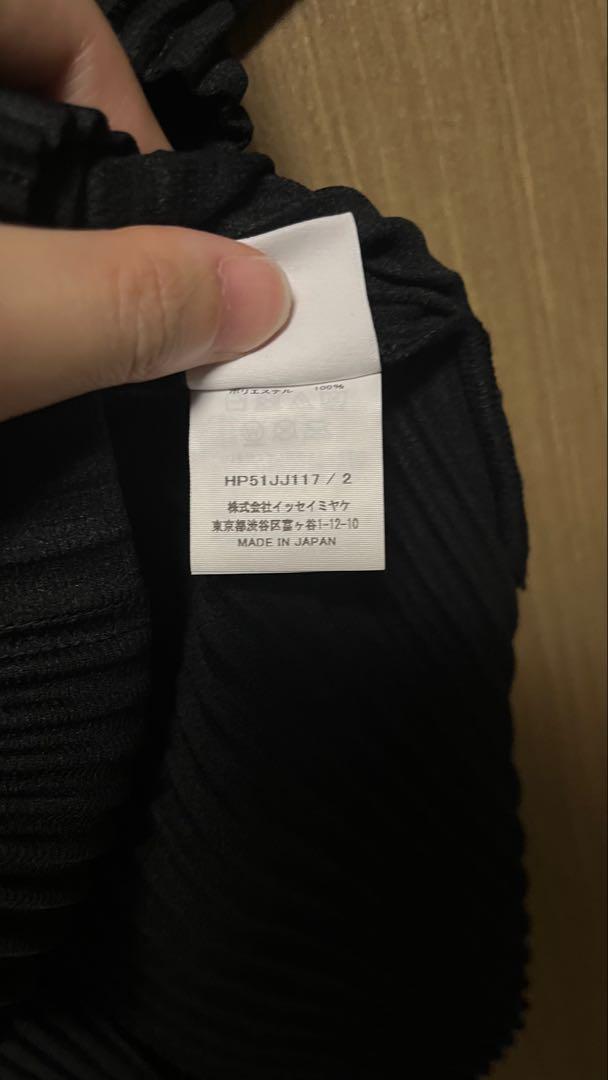 ポリエステル 100%
HP51JJ117 / 2
株式会社イッセイミヤケ
東京都渋谷区富ヶ谷1-12-10
MADE IN JAPAN